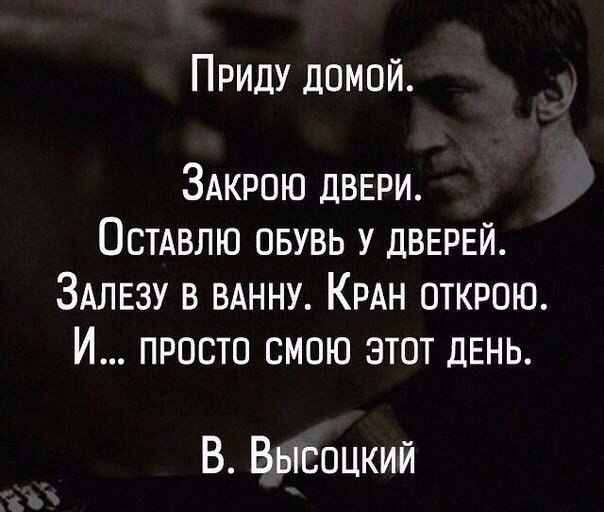 Приду домой.
Закрою двери.
Оставлю обувь у дверей.
Залезу в ванну. Кран открою.
И... просто смою этот день.
В. Высоцкий